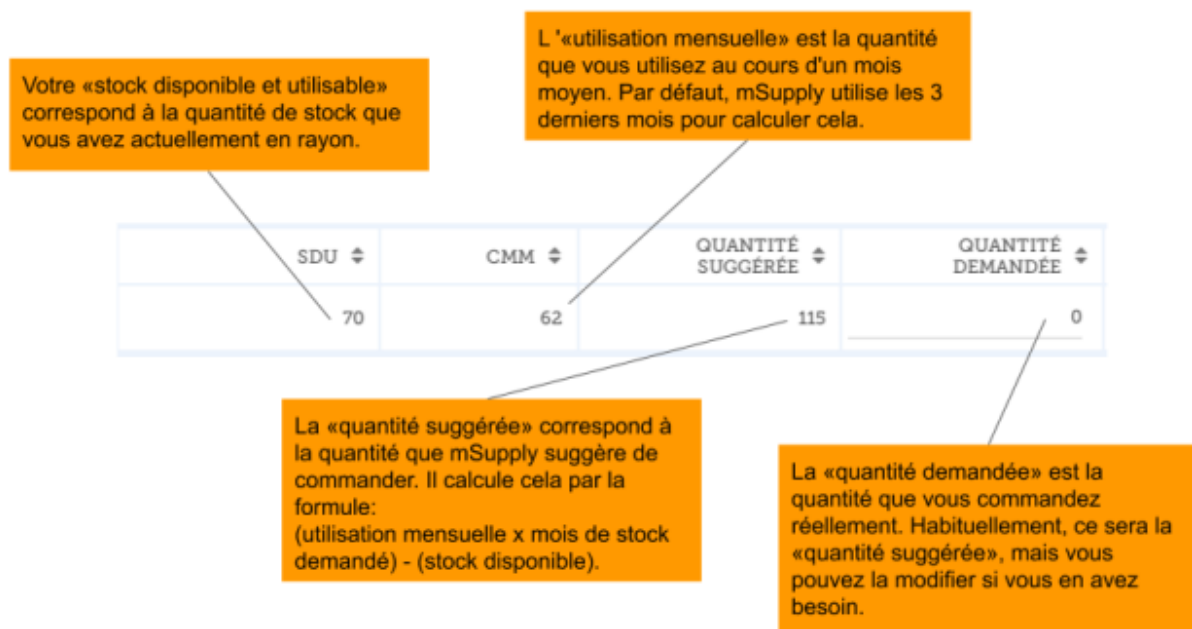 L '«utilisation mensuelle» est la quantité
que vous utilisez au cours d'un mois
moyen. Par défaut, mSupply utilise les 3
derniers mois pour calculer cela.
Votre «stock disponible et utilisable»
correspond à la quantité de stock que
vous avez actuellement en rayon.
SDU CMM QUANTITÉ SUGGÉRÉE QUANTITÉ DEMANDÉE
70 62 115 0
La «quantité suggérée» correspond à
la quantité que mSupply suggère de
commander. Il calcule cela par la
formule:
(utilisation mensuelle x mois de stock
demandé) - (stock disponible).
La «quantité demandée» est la
quantité que vous commandez
réellement. Habituellement, ce sera la
«quantité suggérée», mais vous
pouvez la modifier si vous en avez
besoin.